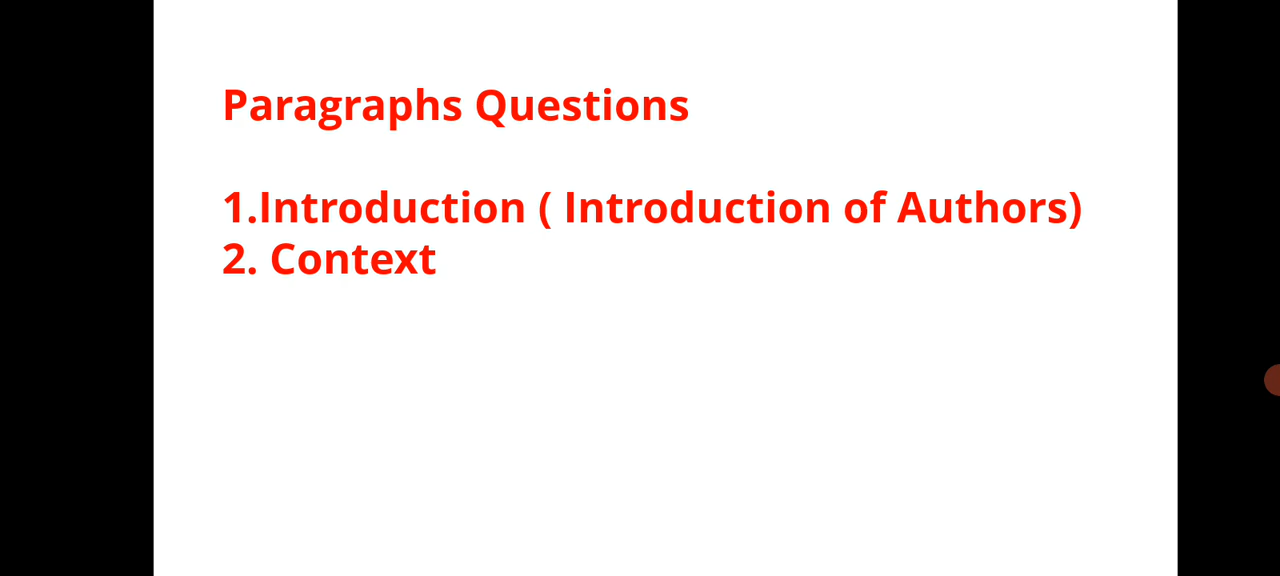 Paragraphs Questions
1.Introduction ( Introduction of Authors)
2. Context